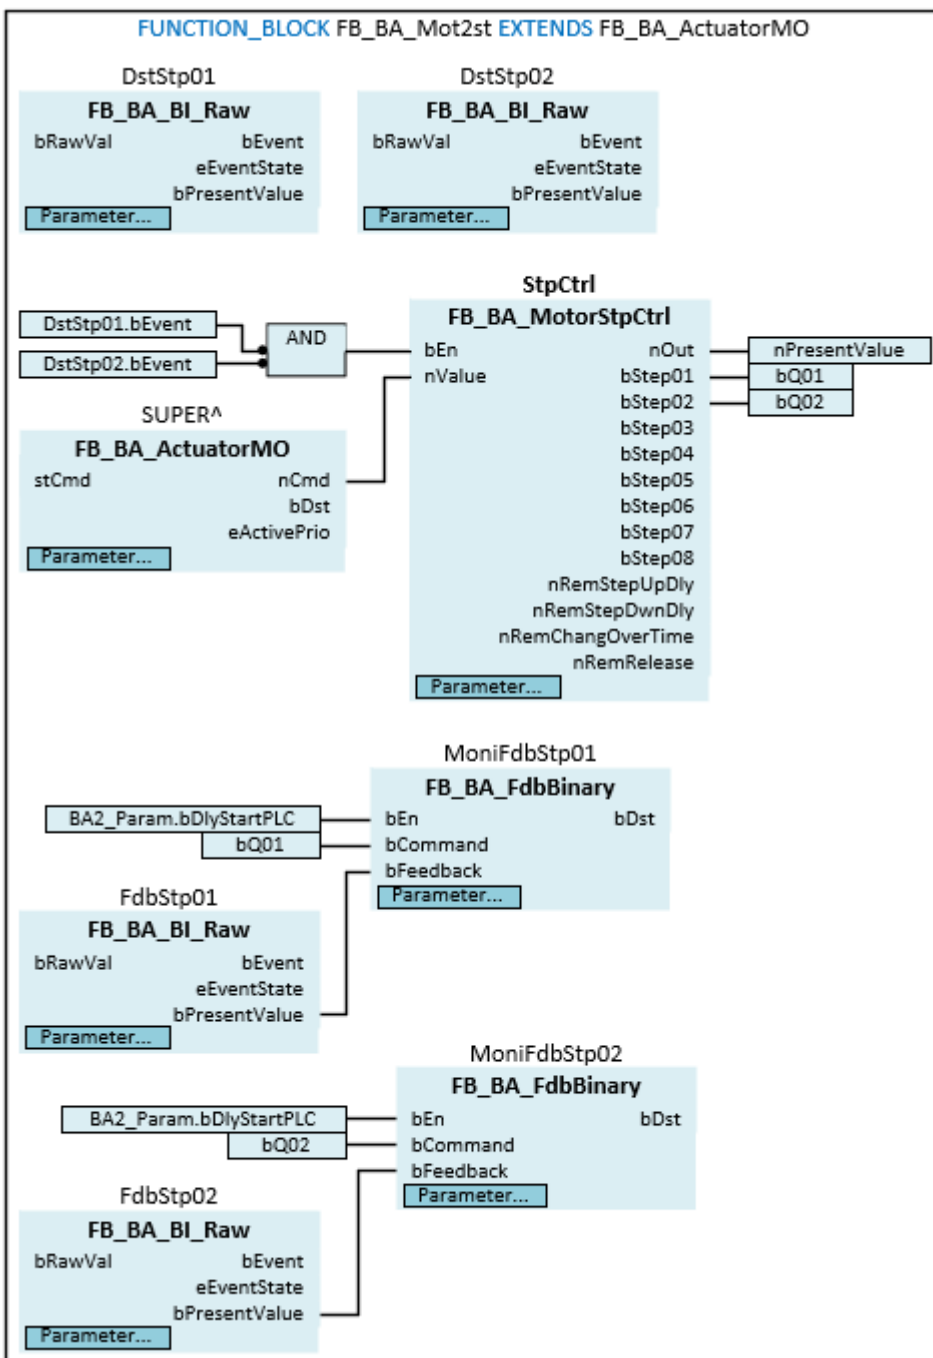 FUNCTION_BLOCK FB_BA_Mot2st EXTENDS FB_BA_ActuatorMO
DstStp01
FB_BA_BI_Raw
bRawVal bEvent
eEventState
bPresentValue
Parameter...
DstStp02
FB_BA_BI_Raw
bRawVal bEvent
eEventState
bPresentValue
Parameter...
DstStp01.bEvent
DstStp02.bEvent
AND
SUPER^
FB_BA_ActuatorMO
stCmd nCmd
bDst
eActivePrio
Parameter...
StpCtrl
FB_BA_MotorStpCtrl
bEn nOut
nValue bStep01
bStep02
bStep03
bStep04
bStep05
bStep06
bStep07
bStep08
nRemStepUpDly
nRemStepDwnDly
nRemChangOverTime
nRemRelease
Parameter...
nPresentValue
bQ01
bQ02
MoniFdbStp01
FB_BA_FdbBinary
bEn bDst
bCommand
bFeedback
Parameter...
BA2_Param.bDlyStartPLC
bQ01
FdbStp01
FB_BA_BI_Raw
bRawVal bEvent
eEventState
bPresentValue
Parameter...
MoniFdbStp02
FB_BA_FdbBinary
bEn bDst
bCommand
bFeedback
Parameter...
BA2_Param.bDlyStartPLC
bQ02
FdbStp02
FB_BA_BI_Raw
bRawVal bEvent
eEventState
bPresentValue
Parameter...